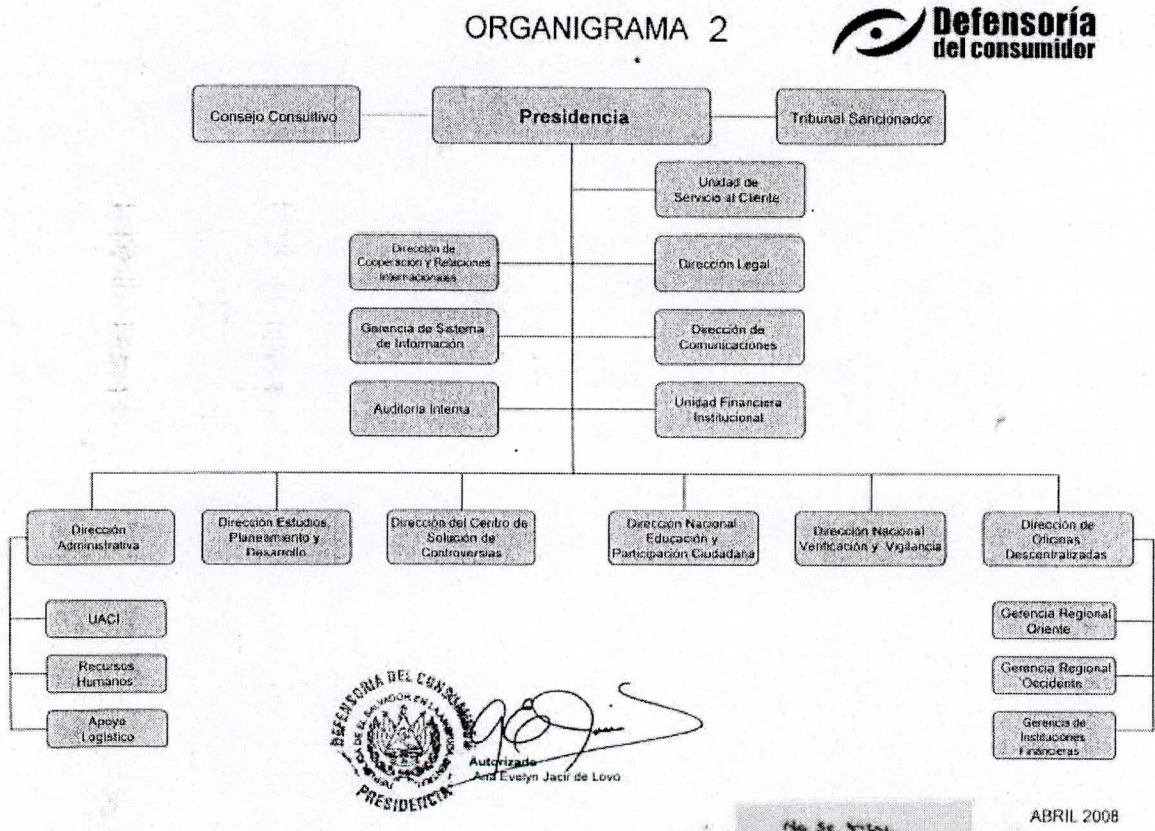 ORGANIGRAMA 2
Defensoría
del consumidor
Consejo Consultivo
Presidencia
Tribunal Sancionador
Unidad de
Servicio al Cliente
Dirección de
Cooperación y Relaciones
Internacionales
Dirección Legal
Gerencia de Sistema
de Información
Dirección de
Comunicaciones
Auditoria Interna
Unidad Financiera
Institucional
Dirección
Administrativa
Dirección Estudios,
Planeamiento y
Desarrollo
Dirección del Centro de
Solución de
Controversias
Dirección Nacional
Educación y
Participación Ciudadana
Dirección Nacional
Verificación y Vigilancia
Dirección de
Oficinas
Descentralizadas
UACI
Recursos
Humanos
Apoyo
Logístico
Gerencia Regional
Oriente
Gerencia Regional
Occidente
Gerencia de
Instituciones
Financieras
DEFENSORIA DEL CONSUMIDOR
PRESIDENCIA
Autorizado
Ana Evelyn Jacir de Lovo
ABRIL 2008